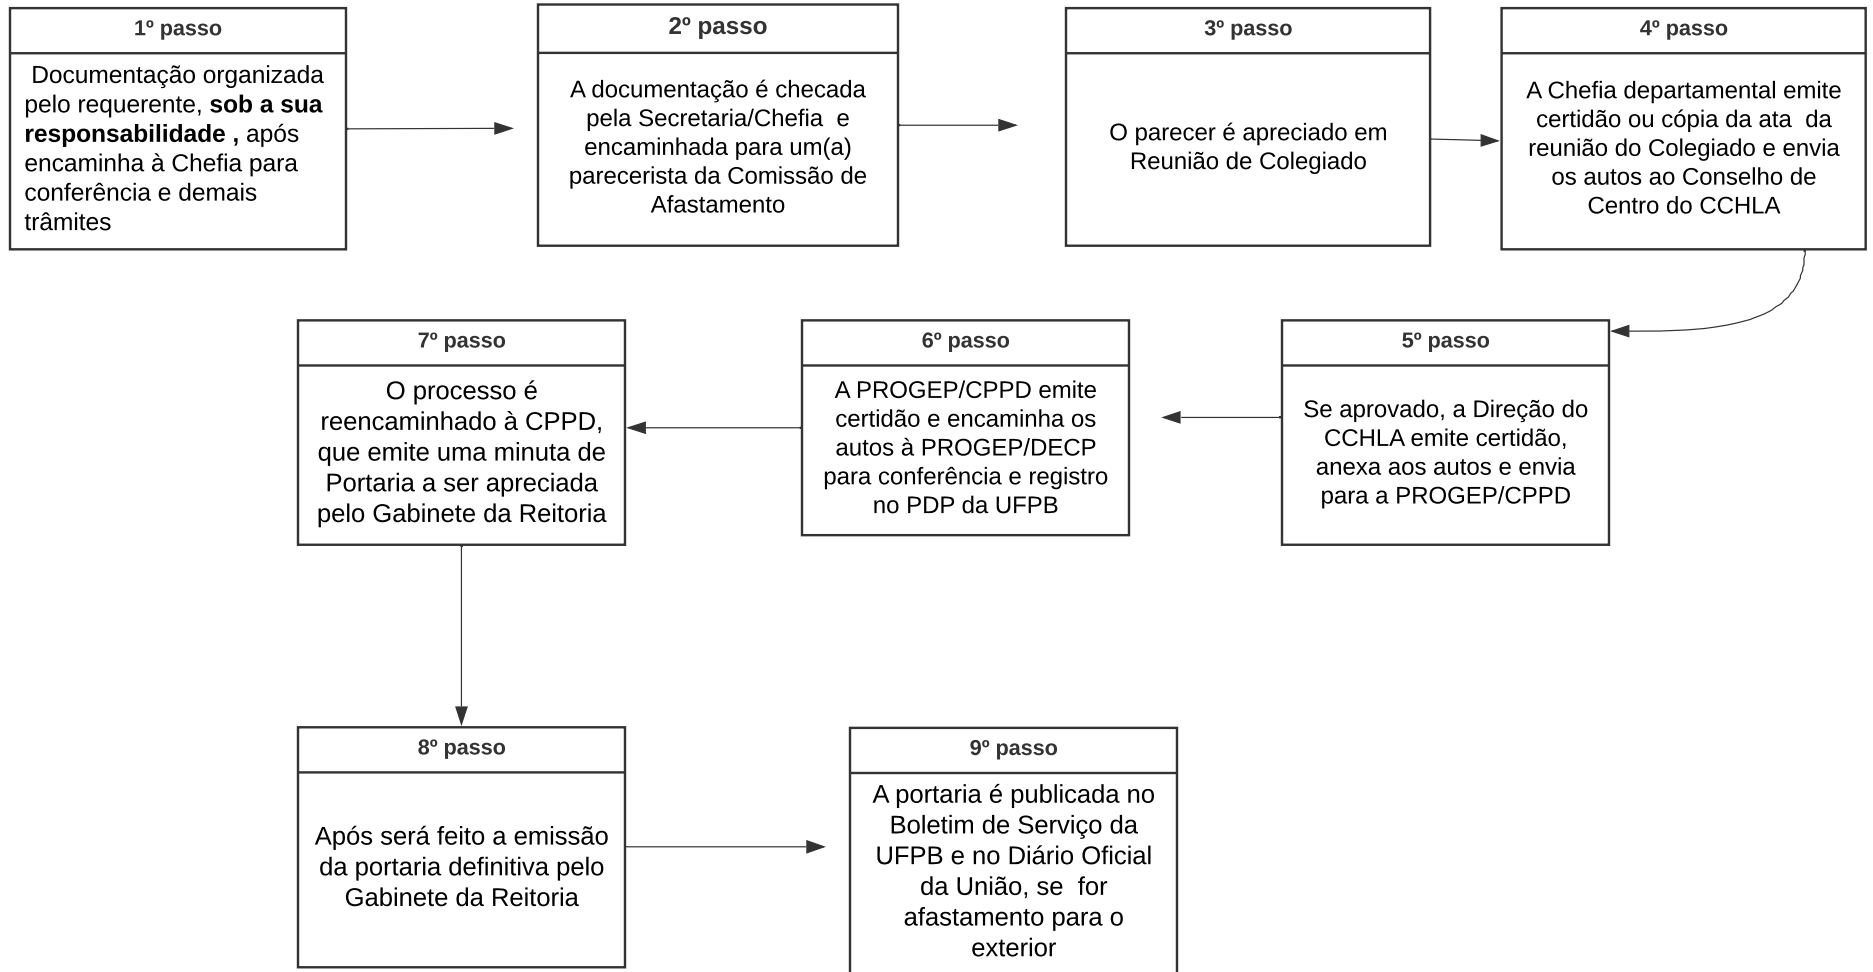 1º passo
Documentação organizada
pelo requerente, sob a sua
responsabilidade , após
encaminha à Chefia para
conferência e demais
trâmites
2º passo
A documentação é checada
pela Secretaria/Chefia e
encaminhada para um(a)
parecerista da Comissão de
Afastamento
3º passo
O parecer é apreciado em
Reunião de Colegiado
4º passo
A Chefia departamental emite
certidão ou cópia da ata da
reunião do Colegiado e envia
os autos ao Conselho de
Centro do CCHLA
5º passo
Se aprovado, a Direção do
CCHLA emite certidão,
anexa aos autos e envia
para a PROGEP/CPPD
6º passo
A PROGEP/CPPD emite
certidão e encaminha os
autos à PROGEP/DECP
para conferência e registro
no PDP da UFPB
7º passo
O processo é
reencaminhado à CPPD,
que emite uma minuta de
Portaria a ser apreciada
pelo Gabinete da Reitoria
8º passo
Após será feito a emissão
da portaria definitiva pelo
Gabinete da Reitoria
9º passo
A portaria é publicada no
Boletim de Serviço da
UFPB e no Diário Oficial
da União, se for
afastamento para o
exterior